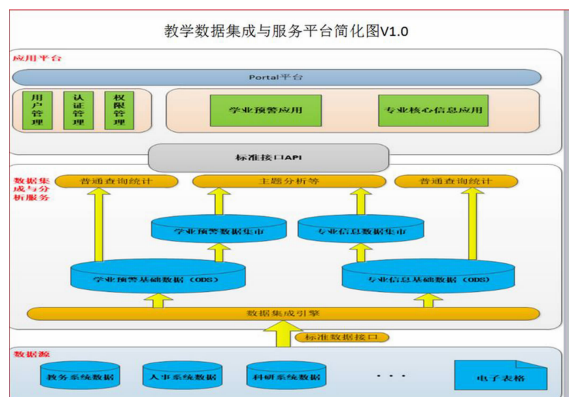 教学数据集成与服务平台简化图V1.0
应用平台
Portal平台
用户管理
认证管理
权限管理
学业预警应用
专业核心信息应用
标准接口API
数据集成与分析服务
普通查询统计
主题分析等
普通查询统计
学业预警数据集市
专业信息数据集市
学业预警基础数据（ODS）
专业信息基础数据（ODS）
数据集成引擎
标准数据接口
数据源
教务系统数据
人事系统数据
科研系统数据
···
电子表格